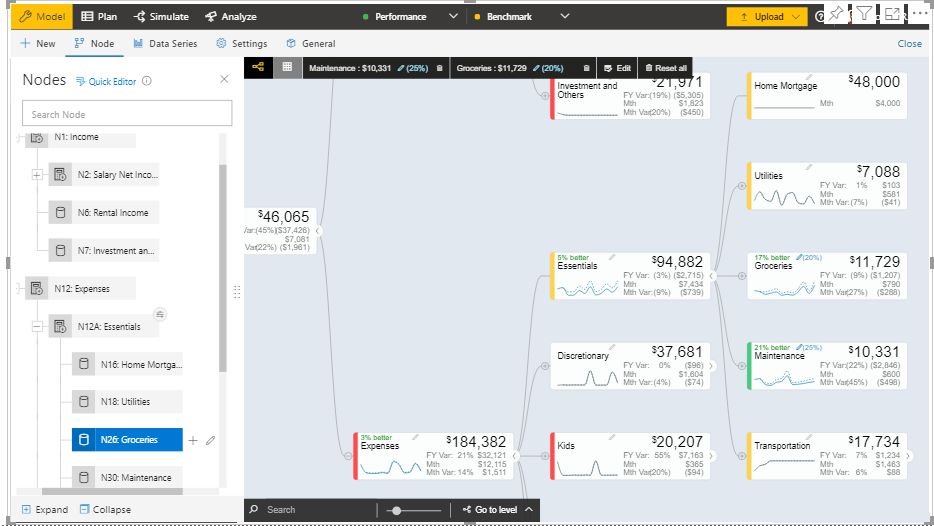 Model
Plan
Simulate
Analyze
Performance
Benchmark
Upload
New
Node
Data Series
Settings
General
Close
Nodes
Quick Editor
Search Node
N1: Income
N2: Salary Net Inco...
N6: Rental Income
N7: Investment an...
N12: Expenses
N12A: Essentials
N16: Home Mortga...
N18: Utilities
N26: Groceries
N30: Maintenance
Expand
Collapse
Maintenance : $10,331 (25%)
Groceries : $11,729 (20%)
Edit
Reset all
$46,065
Var:(45%)($37,426)
$7,081
Var(22%) ($1,961)
Investment and Others
$21,971
FY Var:(19%) ($5,305)
Mth $1,823
Mth Var(20%) ($450)
Home Mortgage
$48,000
Mth $4,000
Utilities
$7,088
FY Var: 1% $103
Mth $581
Mth Var:(7%) ($41)
5% better
Essentials
$94,882
FY Var: (3%) ($2,715)
Mth $7,434
Mth Var:(9%) ($739)
17% better (20%)
Groceries
$11,729
FY Var: (9%) ($1,207)
Mth $790
Mth Var(27%) ($288)
Discretionary
$37,681
FY Var: 0% ($96)
Mth $1,604
Mth Var:(4%) ($74)
21% better (25%)
Maintenance
$10,331
FY Var:(22%) ($2,846)
Mth $600
Mth Var(45%) ($498)
3% better
Expenses
$184,382
FY Var: 21% $32,121
Mth $12,115
Mth Var: 14% $1,511
Kids
$20,207
FY Var: 55% $7,163
Mth $365
Mth Var(20%) ($94)
Transportation
$17,734
FY Var: 7% $1,234
Mth $1,463
Mth Var: 6% $88
Search
Go to level